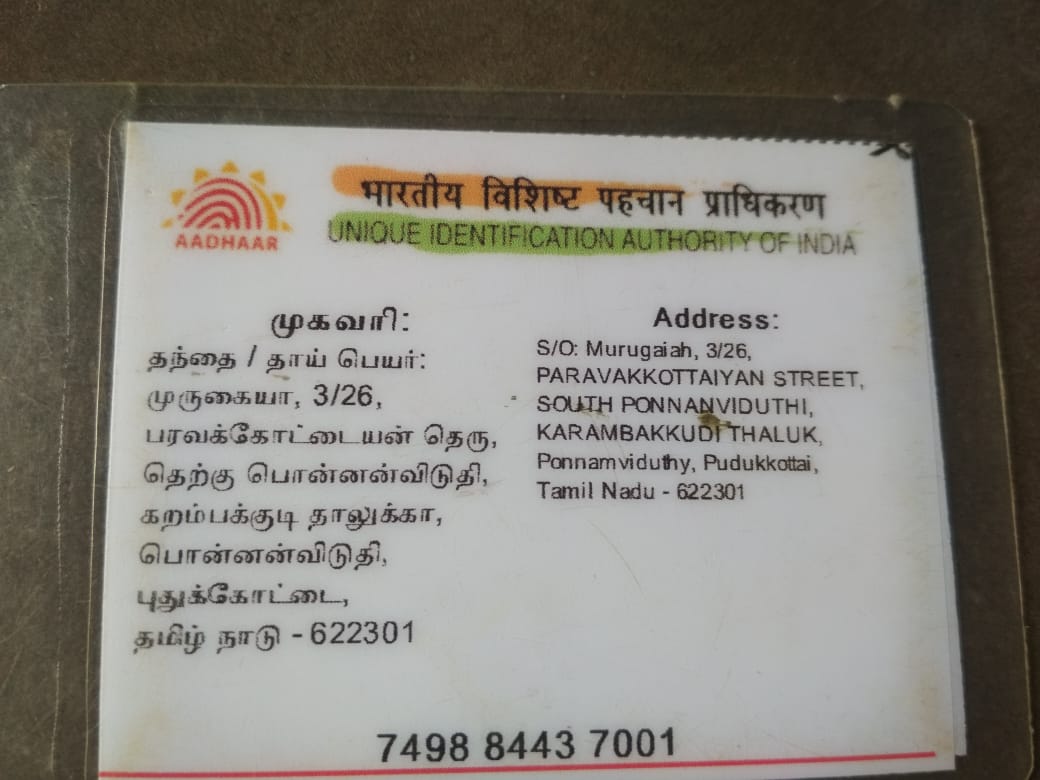 AADHAAR
भारतीय विशिष्ट पहचान प्राधिकरण
UNIQUE IDENTIFICATION AUTHORITY OF INDIA
முகவரி:
தந்தை / தாய் பெயர்:
முருகையா, 3/26,
பரவக்கோட்டையன் தெரு,
தெற்கு பொன்னன்விடுதி,
கறம்பக்குடி தாலுக்கா,
பொன்னன்விடுதி,
புதுக்கோட்டை,
தமிழ் நாடு - 622301
Address:
S/O: Murugaiah, 3/26,
PARAVAKKOTTAIYAN STREET,
SOUTH PONNANVIDUTHI,
KARAMBAKKUDI THALUK,
Ponnamviduthy, Pudukkottai,
Tamil Nadu - 622301
7498 8443 7001